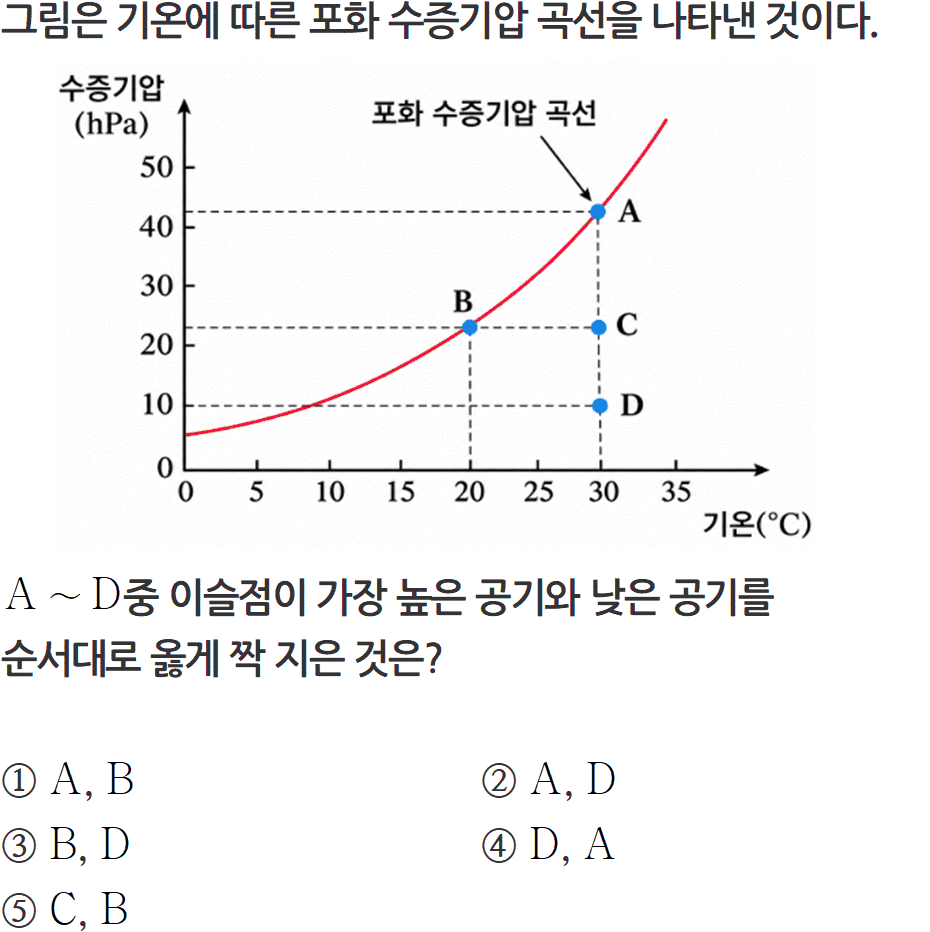 그림은 기온에 따른 포화 수증기압 곡선을 나타낸 것이다.
수증기압
(hPa)
포화 수증기압 곡선
50
40
30
20
10
0
A
B
C
D
0 5 10 15 20 25 30 35
기온(°C)
A ~ D중 이슬점이 가장 높은 공기와 낮은 공기를
순서대로 옳게 짝 지은 것은?
① A, B ② A, D
③ B, D ④ D, A
⑤ C, B